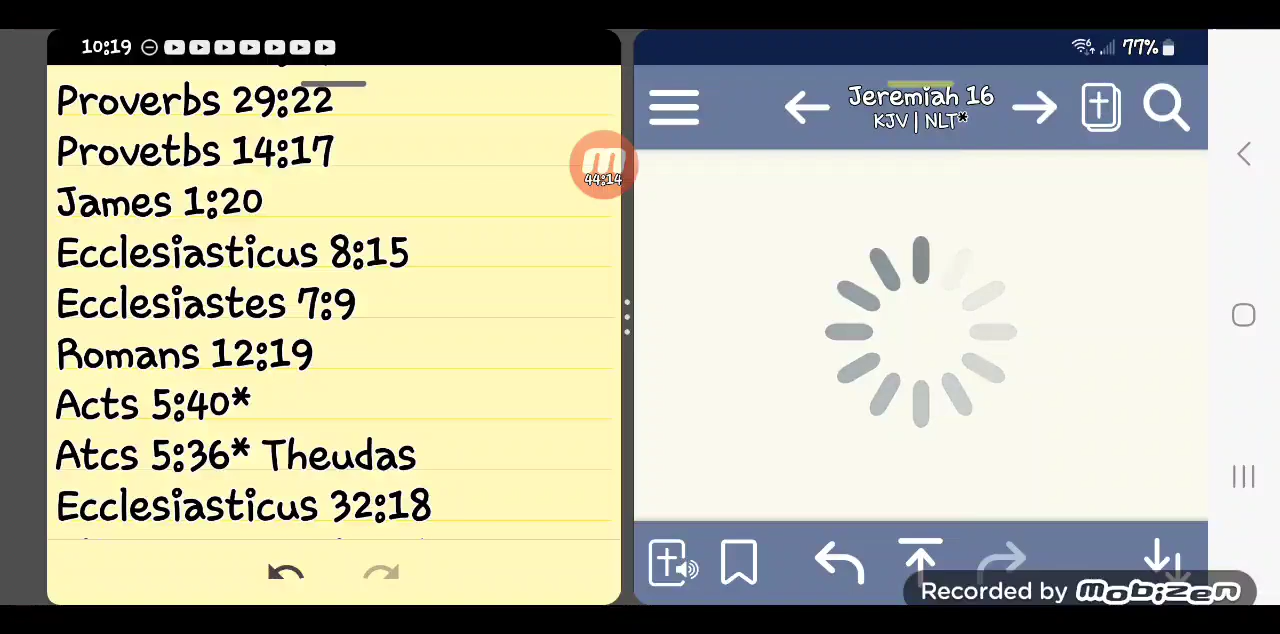 10:19
Proverbs 29:22
Provetbs 14:17
James 1:20
Ecclesiasticus 8:15
Ecclesiastes 7:9
Romans 12:19
Acts 5:40*
Atcs 5:36* Theudas
Ecclesiasticus 32:18
44:14
77%
Jeremiah 16
KJV | NLT*
Recorded by mobizen